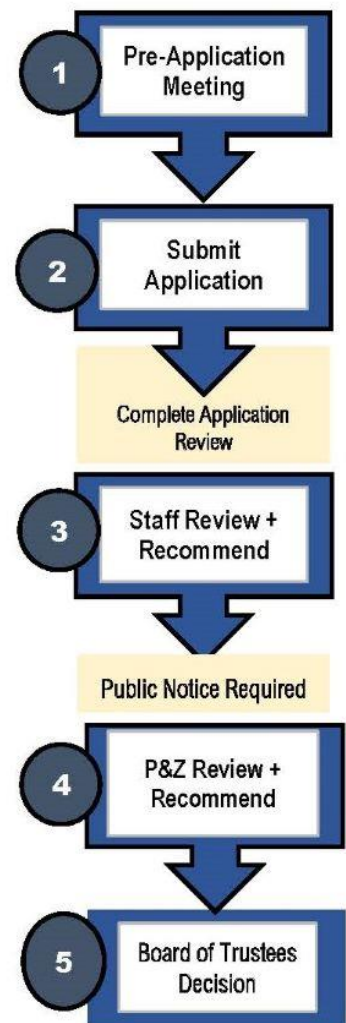 1
Pre-Application
Meeting
2
Submit
Application
Complete Application
Review
3
Staff Review +
Recommend
Public Notice Required
4
P&Z Review +
Recommend
5
Board of Trustees
Decision